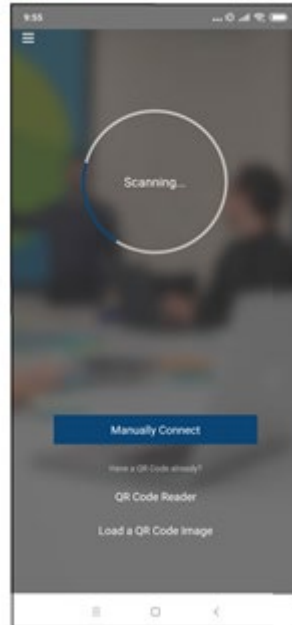 9:55
Scanning...
Manually Connect
Have a QR Code already?
QR Code Reader
Load a QR Code Image